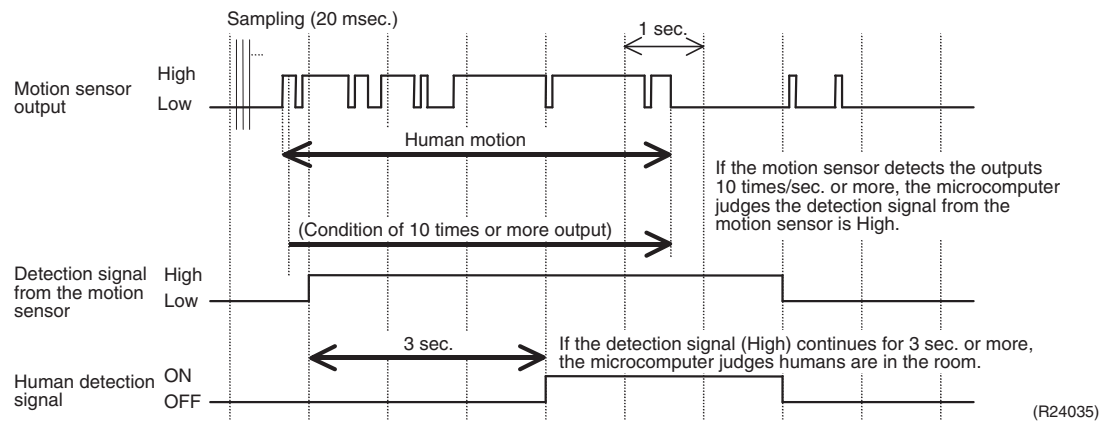 Sampling (20 msec.)
1 sec.
Motion sensor
output
High
Low
Human motion
If the motion sensor detects the outputs
10 times/sec. or more, the microcomputer
judges the detection signal from the
motion sensor is High.
(Condition of 10 times or more output)
Detection signal
from the motion
sensor
High
Low
3 sec.
If the detection signal (High) continues for 3 sec. or more,
the microcomputer judges humans are in the room.
Human detection
signal
ON
OFF
(R24035)